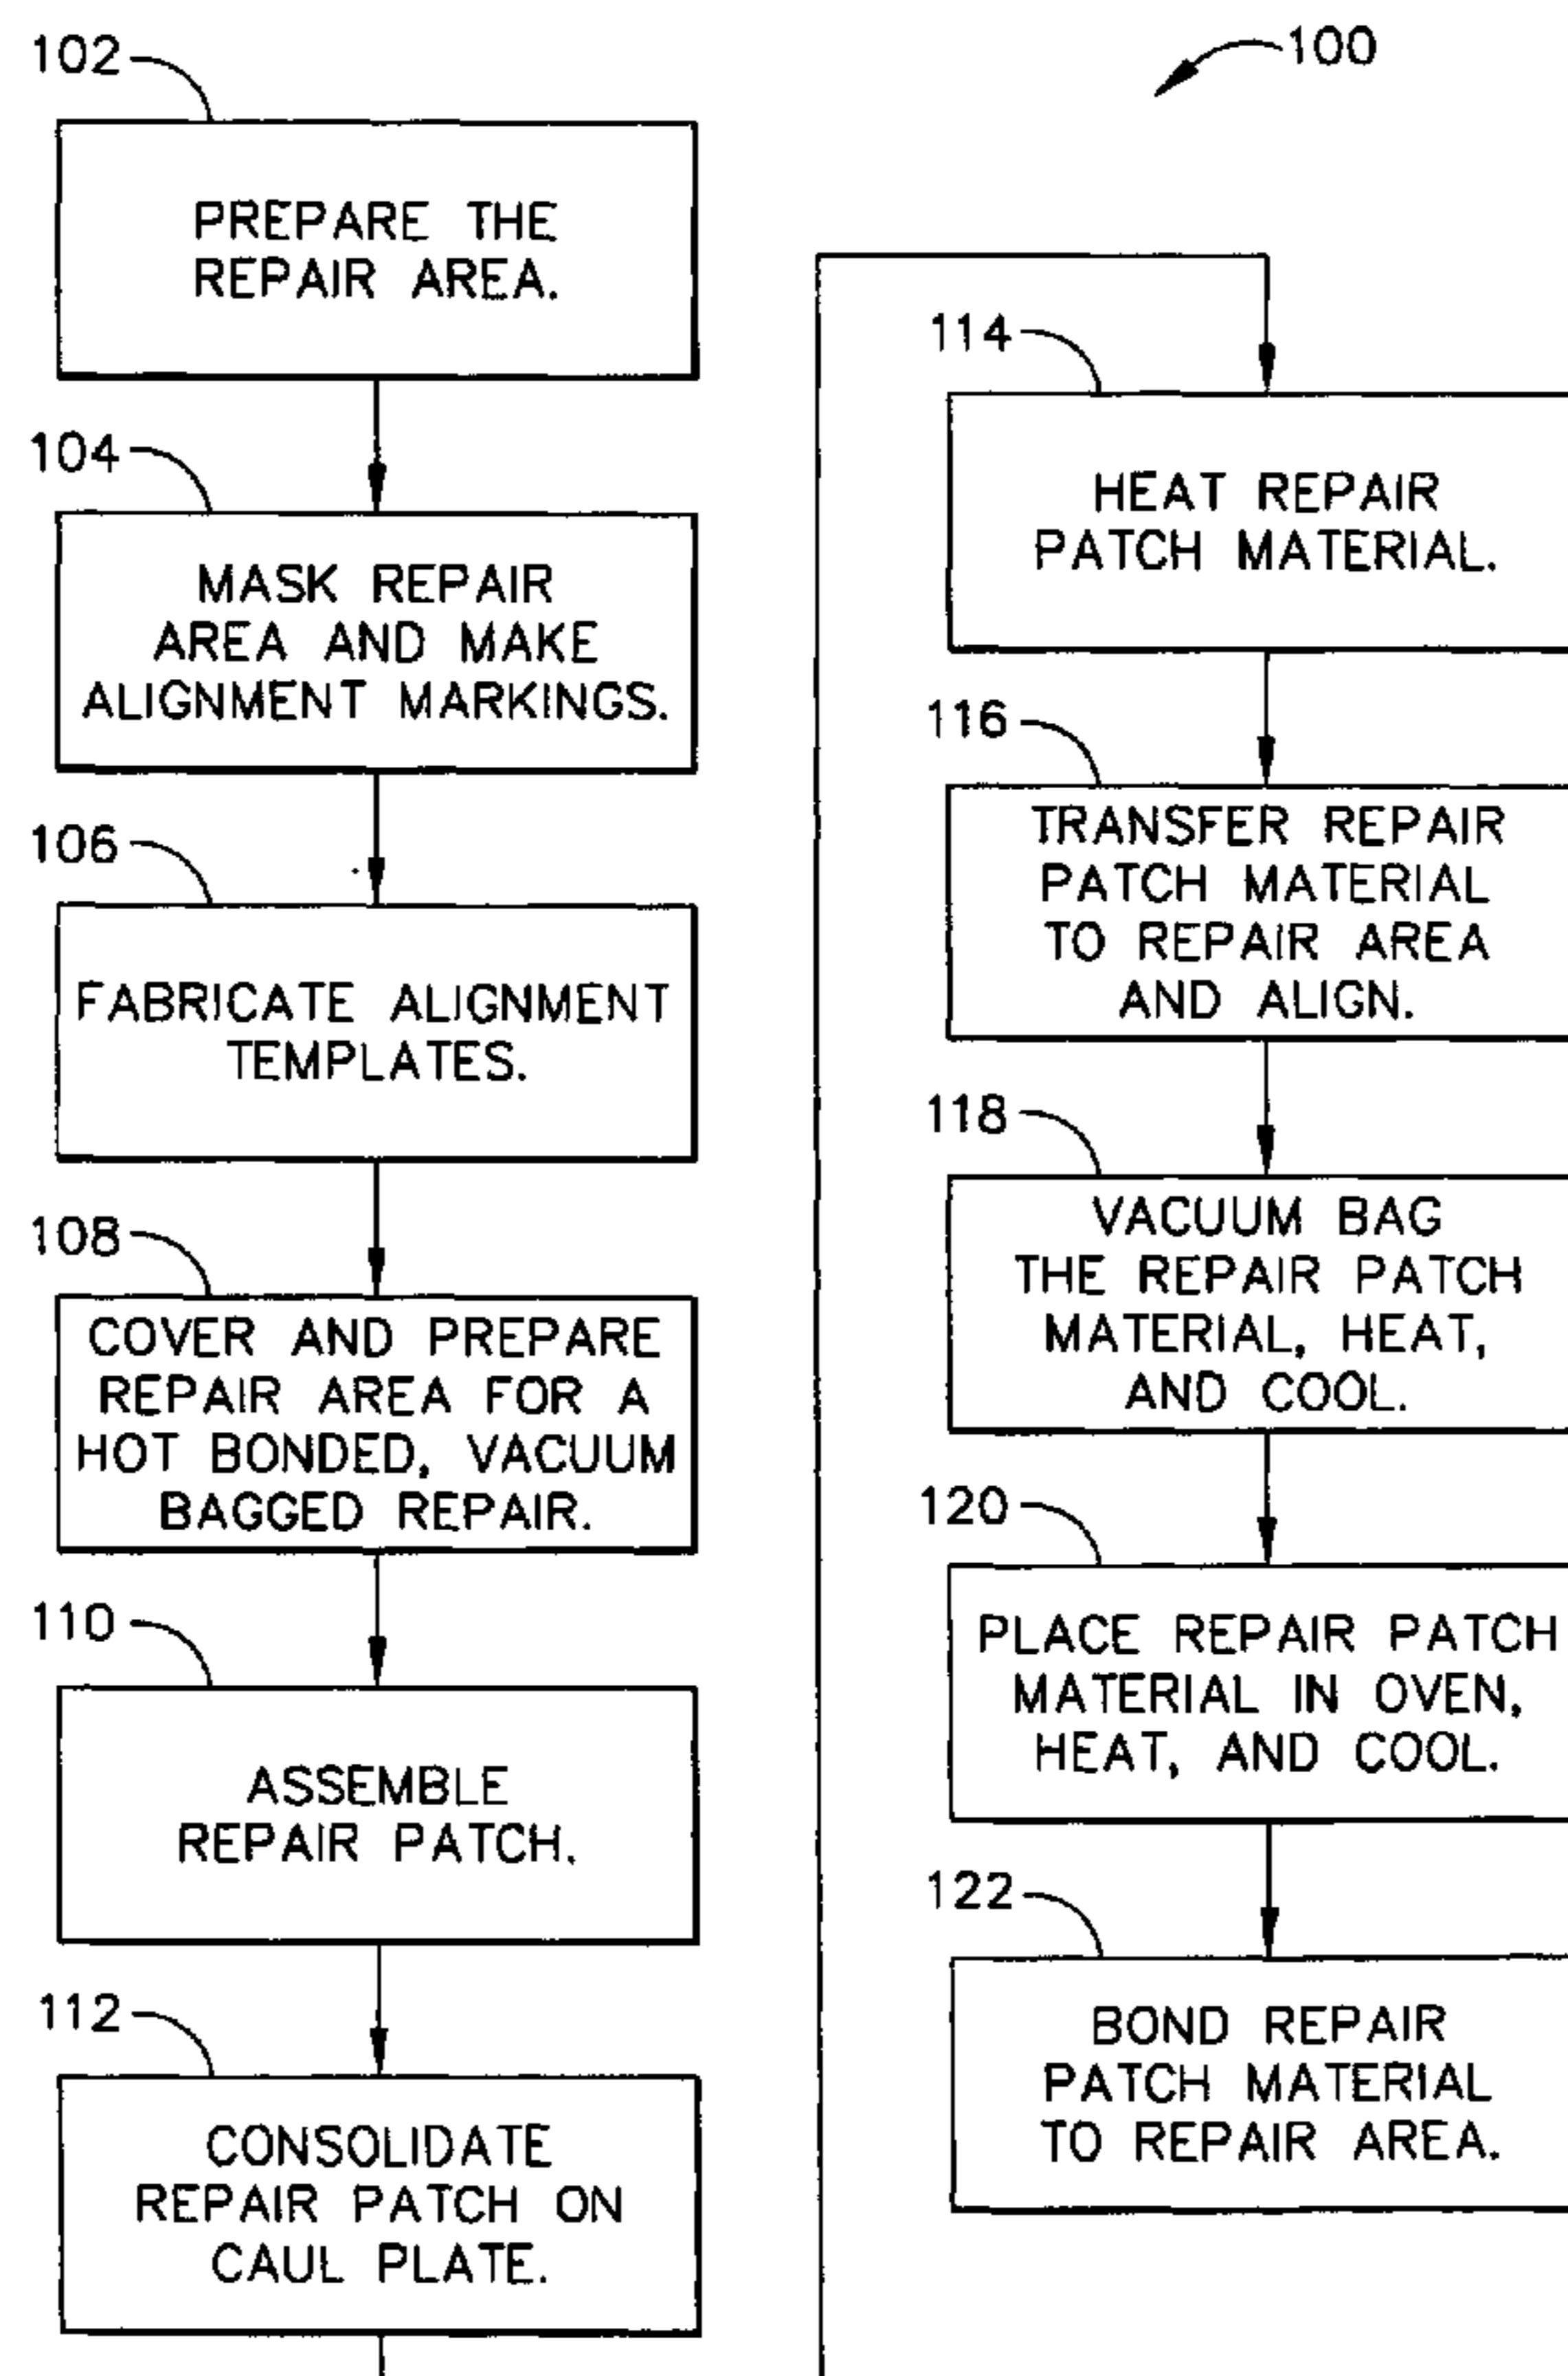 102
PREPARE THE
REPAIR AREA.
104
MASK REPAIR
AREA AND MAKE
ALIGNMENT MARKINGS.
106
FABRICATE ALIGNMENT
TEMPLATES.
108
COVER AND PREPARE
REPAIR AREA FOR A
HOT BONDED, VACUUM
BAGGED REPAIR.
110
ASSEMBLE
REPAIR PATCH.
112
CONSOLIDATE
REPAIR PATCH ON
CAUL PLATE.
100
114
HEAT REPAIR
PATCH MATERIAL.
116
TRANSFER REPAIR
PATCH MATERIAL
TO REPAIR AREA
AND ALIGN.
118
VACUUM BAG
THE REPAIR PATCH
MATERIAL, HEAT,
AND COOL.
120
PLACE REPAIR PATCH
MATERIAL IN OVEN,
HEAT, AND COOL.
122
BOND REPAIR
PATCH MATERIAL
TO REPAIR AREA.